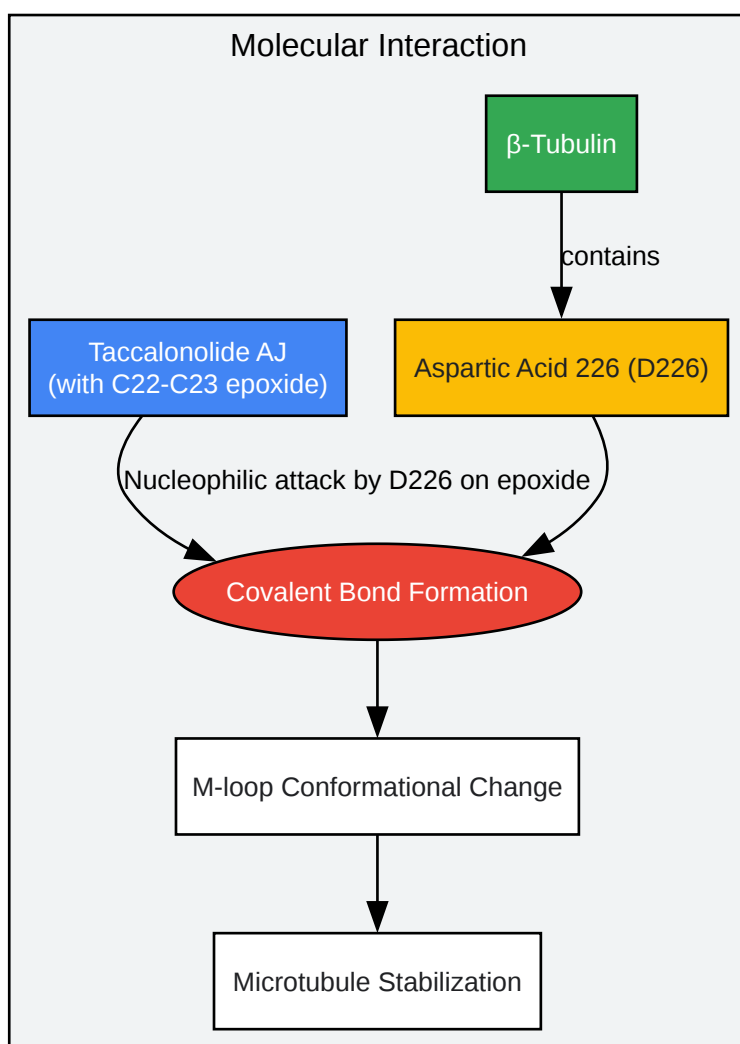 Molecular Interaction
β-Tubulin
contains
Taccalonolide AJ
(with C22-C23 epoxide)
Aspartic Acid 226 (D226)
Nucleophilic attack by D226 on epoxide
Covalent Bond Formation
M-loop Conformational Change
Microtubule Stabilization